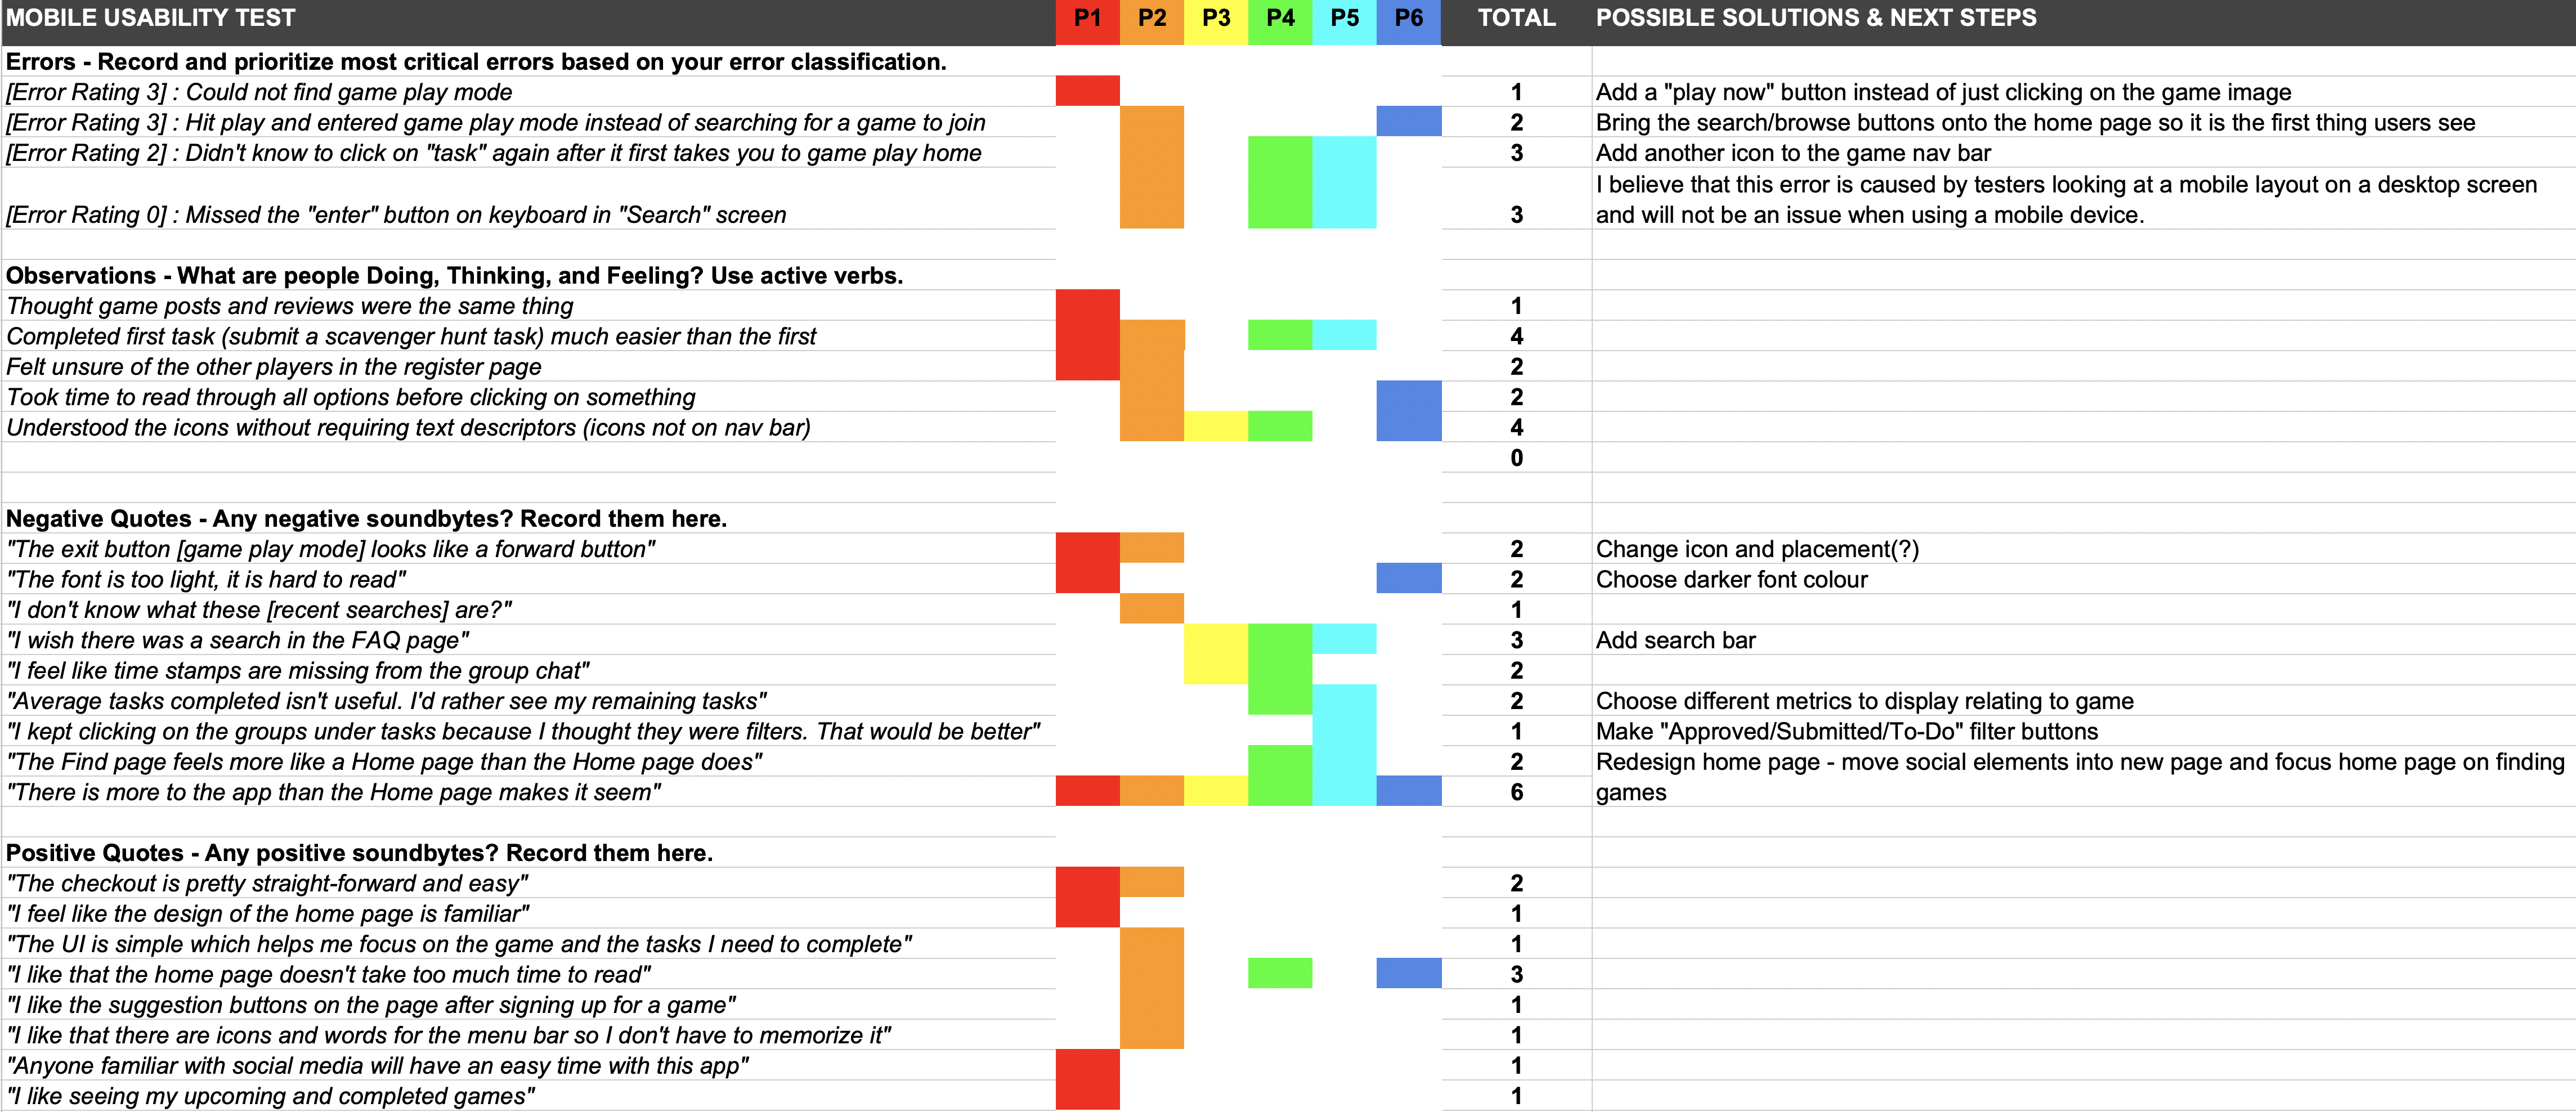 MOBILE USABILITY TEST P1 P2 P3 P4 P5 P6 TOTAL POSSIBLE SOLUTIONS & NEXT STEPS
Errors - Record and prioritize most critical errors based on your error classification.
[Error Rating 3] : Could not find game play mode 1 Add a "play now" button instead of just clicking on the game image
[Error Rating 3] : Hit play and entered game play mode instead of searching for a game to join 2 Bring the search/browse buttons onto the home page so it is the first thing users see
[Error Rating 2] : Didn't know to click on "task" again after it first takes you to game play home 3 Add another icon to the game nav bar
I believe that this error is caused by testers looking at a mobile layout on a desktop screen
[Error Rating 0] : Missed the "enter" button on keyboard in "Search" screen 3 and will not be an issue when using a mobile device.
Observations - What are people Doing, Thinking, and Feeling? Use active verbs.
Thought game posts and reviews were the same thing 1
Completed first task (submit a scavenger hunt task) much easier than the first 4
Felt unsure of the other players in the register page 2
Took time to read through all options before clicking on something 2
Understood the icons without requiring text descriptors (icons not on nav bar) 4
0
Negative Quotes - Any negative soundbytes? Record them here.
"The exit button [game play mode] looks like a forward button" 2 Change icon and placement(?)
"The font is too light, it is hard to read" 2 Choose darker font colour
"I don't know what these [recent searches] are?" 1
"I wish there was a search in the FAQ page" 3 Add search bar
"I feel like time stamps are missing from the group chat" 2
"Average tasks completed isn't useful. I'd rather see my remaining tasks" 2 Choose different metrics to display relating to game
"I kept clicking on the groups under tasks because I thought they were filters. That would be better" 1 Make "Approved/Submitted/To-Do" filter buttons
"The Find page feels more like a Home page than the Home page does" 2 Redesign home page - move social elements into new page and focus home page on finding
"There is more to the app than the Home page makes it seem" 6 games
Positive Quotes - Any positive soundbytes? Record them here.
"The checkout is pretty straight-forward and easy" 2
"I feel like the design of the home page is familiar" 1
"The UI is simple which helps me focus on the game and the tasks I need to complete" 1
"I like that the home page doesn't take too much time to read" 3
"I like the suggestion buttons on the page after signing up for a game" 1
"I like that there are icons and words for the menu bar so I don't have to memorize it" 1
"Anyone familiar with social media will have an easy time with this app" 1
"I like seeing my upcoming and completed games" 1